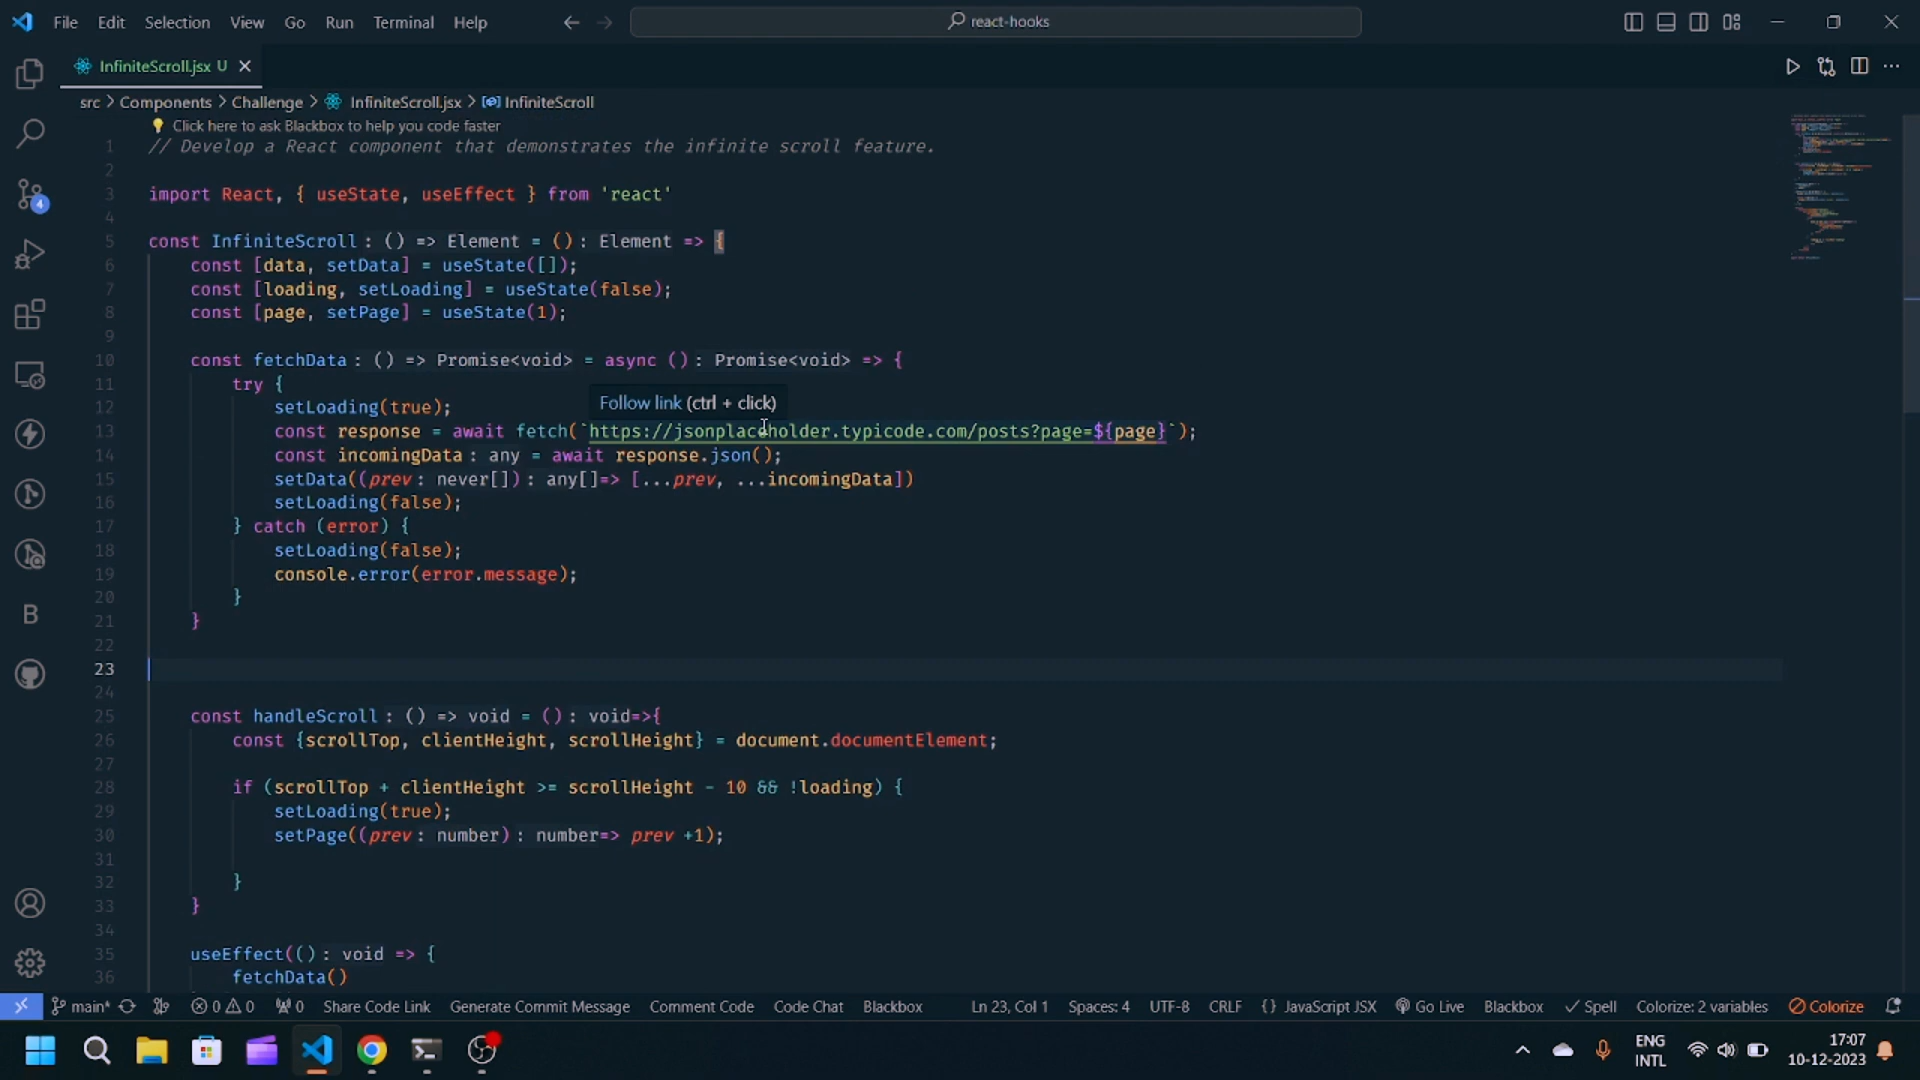 File Edit Selection View Go Run Terminal Help
react-hooks
InfiniteScroll.jsx U
src > Components > Challenge > InfiniteScroll.jsx > InfiniteScroll
Click here to ask Blackbox to help you code faster
1 // Develop a React component that demonstrates the infinite scroll feature.
2
3 import React, { useState, useEffect } from 'react'
4
5 const InfiniteScroll: () => Element = (): Element => {
6 const [data, setData] = useState([]);
7 const [loading, setLoading] = useState(false);
8 const [page, setPage] = useState(1);
9
10 const fetchData: () => Promise<void> = async (): Promise<void> => {
11 try {
Follow link (ctrl + click)
12 setLoading(true);
13 const response = await fetch(`https://jsonplaceholder.typicode.com/posts?page=${page}`);
14 const incomingData: any = await response.json();
15 setData((prev: never[]): any[]=> [...prev, ...incomingData])
16 setLoading(false);
17 } catch (error) {
18 setLoading(false);
19 console.error(error.message);
20 }
21 }
22
23
24
25 const handleScroll: () => void = (): void=>{
26 const {scrollTop, clientHeight, scrollHeight} = document.documentElement;
27
28 if (scrollTop + clientHeight >= scrollHeight - 10 && !loading) {
29 setLoading(true);
30 setPage((prev: number): number=> prev +1);
31
32 }
33 }
34
35 useEffect((): void => {
36 fetchData()
4
B
main* 0 0 0 Share Code Link Generate Commit Message Comment Code Code Chat Blackbox Ln 23, Col 1 Spaces: 4 UTF-8 CRLF {} JavaScript JSX Go Live Blackbox Spell Colorize: 2 variables Colorize
ENG INTL
17:07
10-12-2023